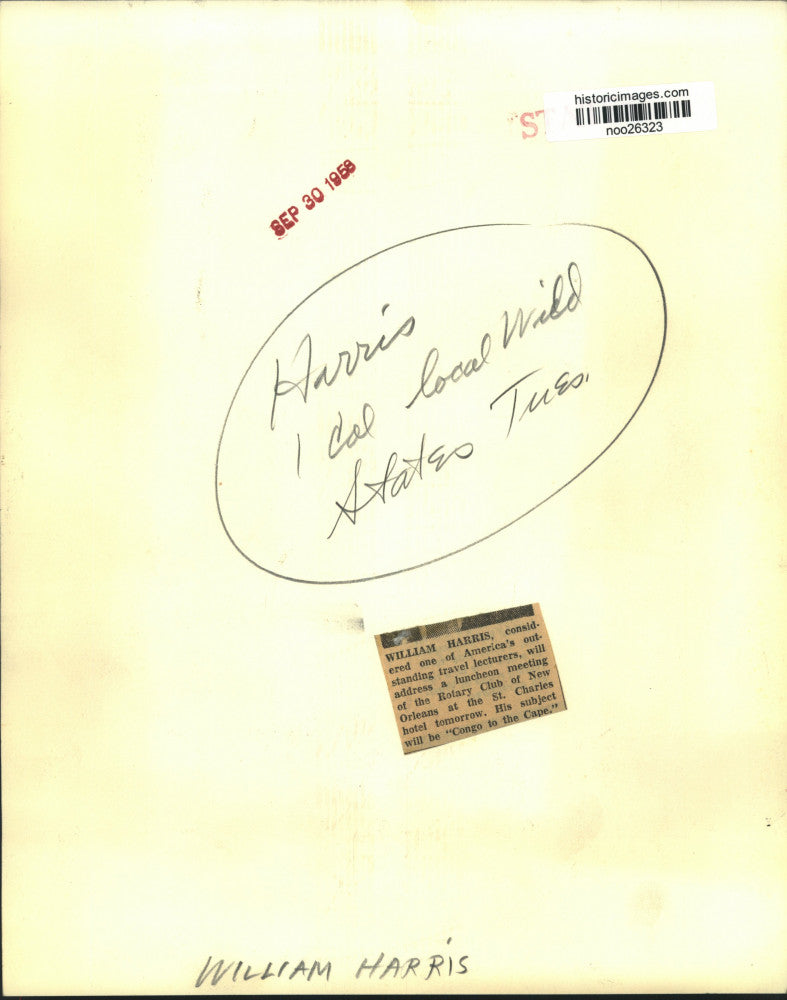 historicimages.com
noo26323
ST
SEP 30 1958
Harris
1 Col local Wild
States Tues.
WILLIAM HARRIS, consid-
ered one of America's out-
standing travel lecturers, will
address a luncheon meeting
of the Rotary Club of New
Orleans at the St. Charles
hotel tomorrow. His subject
will be "Congo to the Cape."
WILLIAM HARRIS